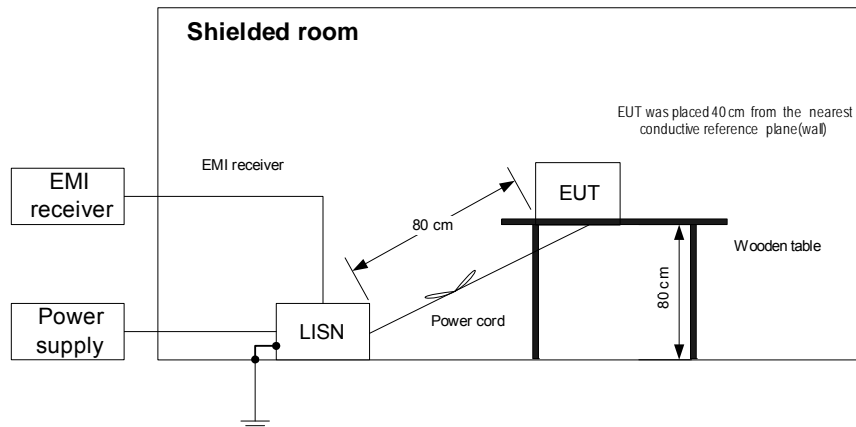 Shielded room
EUT was placed 40 cm from the nearest
conductive reference plane(wall)
EMI receiver
EMI
receiver
EUT
80 cm
Wooden table
80 cm
Power
supply
LISN
Power cord